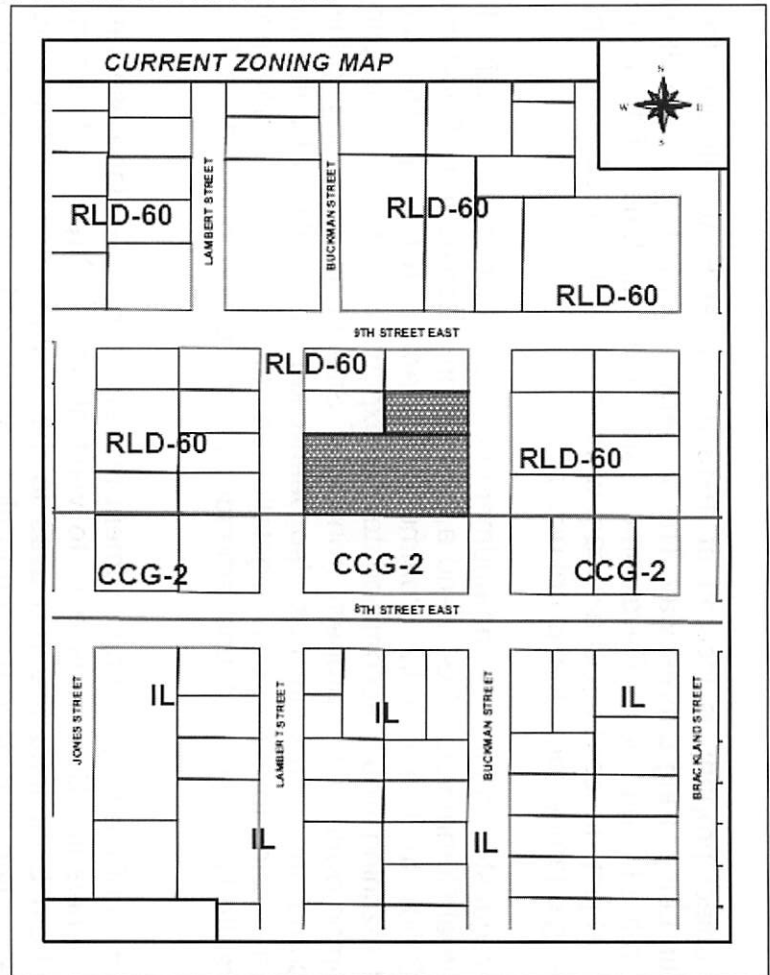 CURRENT ZONING MAP
N
W E
S
LAMBERT STREET
BUCKMAN STREET
RLD-60
RLD-60
RLD-60
9TH STREET EAST
RLD-60
RLD-60
RLD-60
CCG-2
CCG-2
CCG-2
8TH STREET EAST
JONES STREET
IL
LAMBERT STREET
IL
BUCKMAN STREET
IL
BRACKLAND STREET
IL
IL